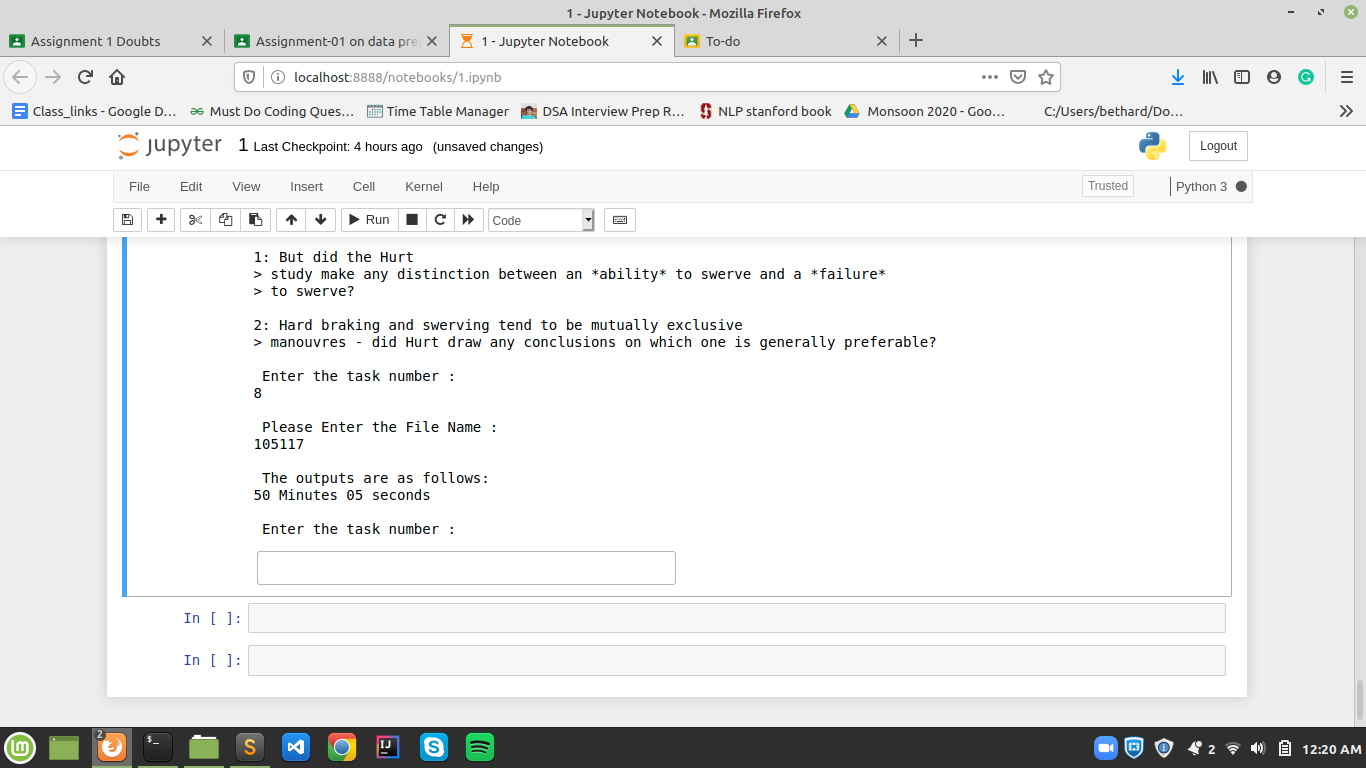 1 - Jupyter Notebook - Mozilla Firefox
Assignment 1 Doubts
Assignment-01 on data pre
1 - Jupyter Notebook
To-do
localhost:8888/notebooks/1.ipynb
Class_links - Google D...
Must Do Coding Ques...
Time Table Manager
DSA Interview Prep R...
NLP stanford book
Monsoon 2020 - Goo...
C:/Users/bethard/Do...
jupyter 1 Last Checkpoint: 4 hours ago (unsaved changes)
Logout
File Edit View Insert Cell Kernel Help
Trusted
Python 3
Run
Code
1: But did the Hurt
> study make any distinction between an *ability* to swerve and a *failure*
> to swerve?
2: Hard braking and swerving tend to be mutually exclusive
> manouvres - did Hurt draw any conclusions on which one is generally preferable?
Enter the task number :
8
Please Enter the File Name :
105117
The outputs are as follows:
50 Minutes 05 seconds
Enter the task number :
In [ ]:
In [ ]:
2
$_
S
IJ
S
2
12:20 AM